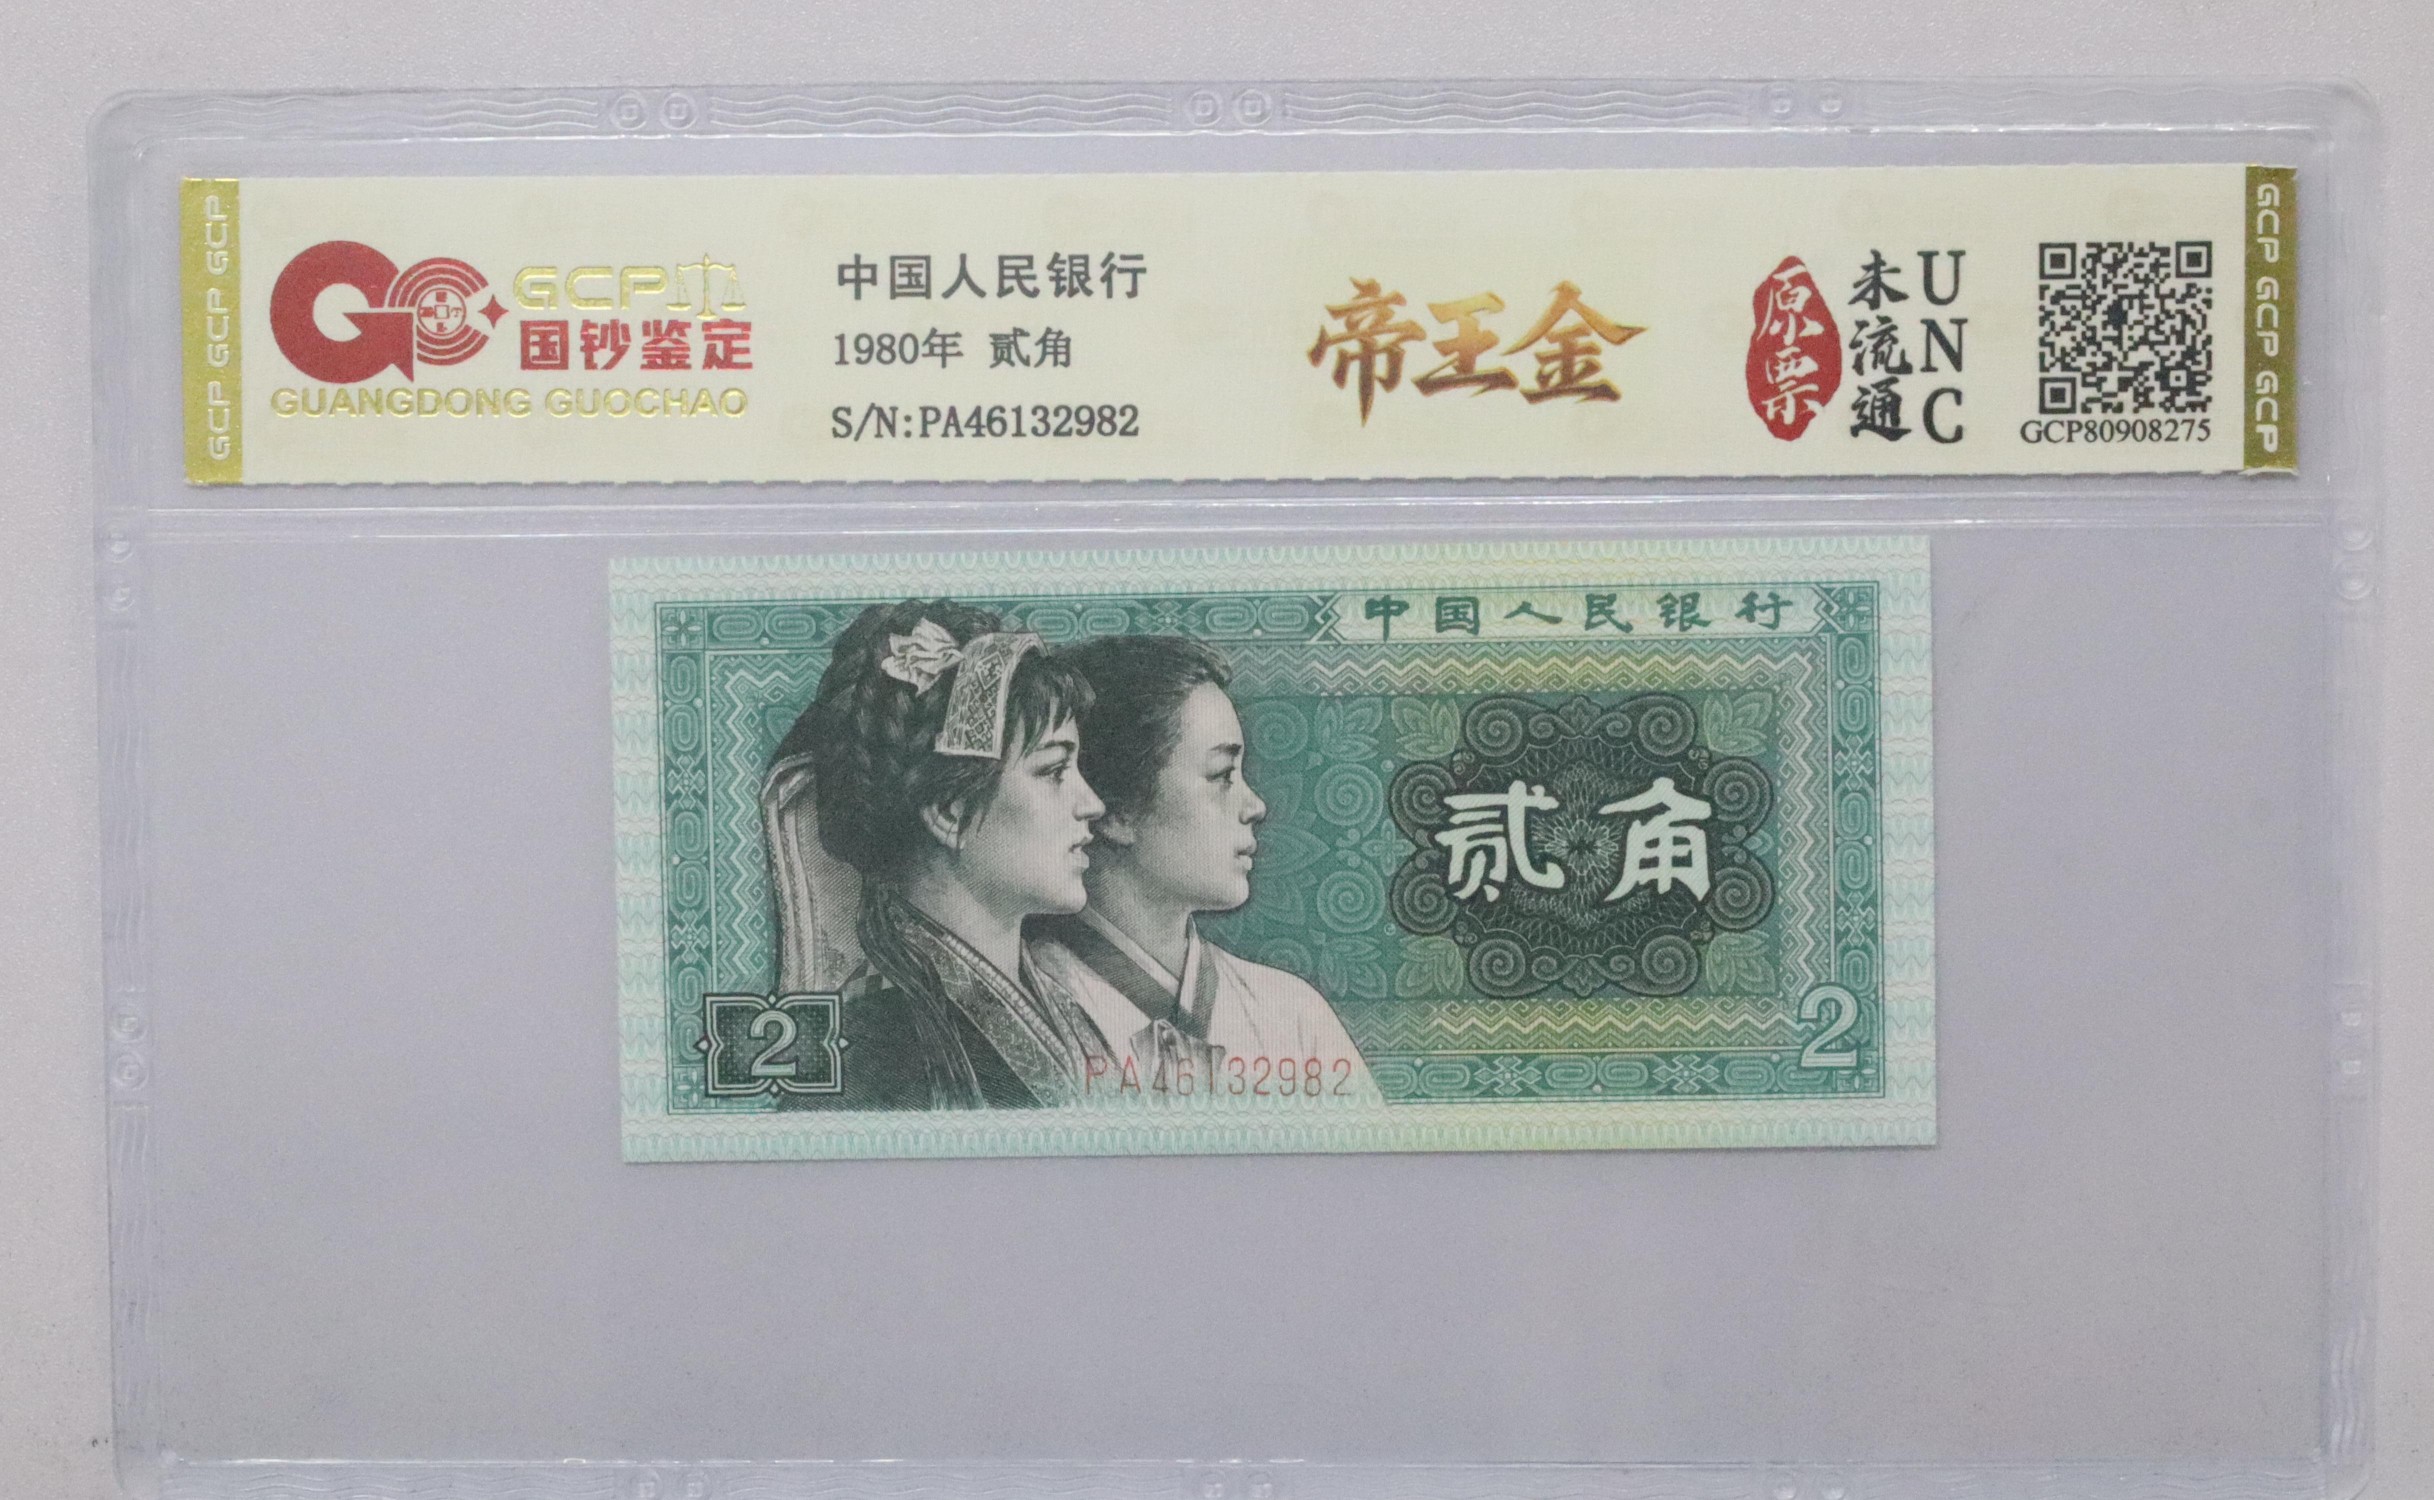 GCP GCP GCP
GCP
国钞鉴定
GUANGDONG GUOCHAO
中国人民银行
1980年 贰角
S/N:PA46132982
帝王金
原票
未流通
UNC
GCP80908275
GCP GCP GCP
中国人民银行
贰角
2
2
PA46132982